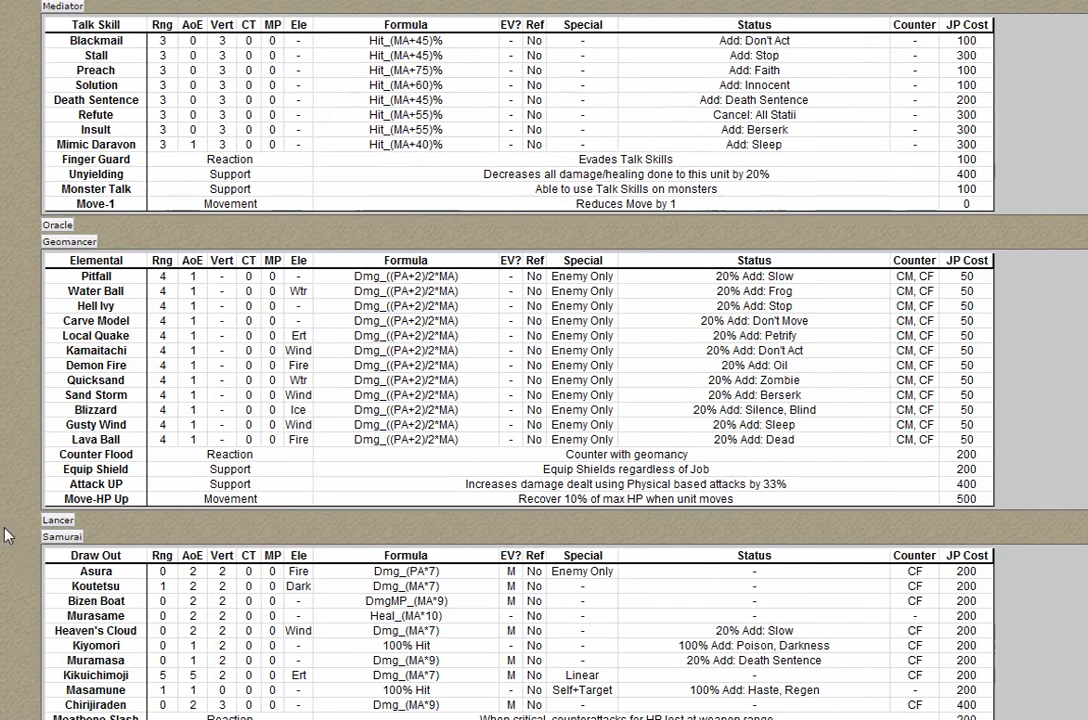 Mediator
Talk Skill Rng AoE Vert CT MP Ele Formula EV? Ref Special Status Counter JP Cost
Blackmail 3 0 3 0 0 - Hit_(MA+45)% - No - Add: Don't Act - 100
Stall 3 0 3 0 0 - Hit_(MA+45)% - No - Add: Stop - 300
Preach 3 0 3 0 0 - Hit_(MA+75)% - No - Add: Faith - 100
Solution 3 0 3 0 0 - Hit_(MA+60)% - No - Add: Innocent - 100
Death Sentence 3 0 3 0 0 - Hit_(MA+45)% - No - Add: Death Sentence - 200
Refute 3 0 3 0 0 - Hit_(MA+55)% - No - Cancel: All Statii - 300
Insult 3 0 3 0 0 - Hit_(MA+55)% - No - Add: Berserk - 300
Mimic Daravon 3 1 3 0 0 - Hit_(MA+40)% - No - Add: Sleep - 300
Finger Guard Reaction Evades Talk Skills 100
Unyielding Support Decreases all damage/healing done to this unit by 20% 400
Monster Talk Support Able to use Talk Skills on monsters 100
Move-1 Movement Reduces Move by 1 0
Oracle
Geomancer
Elemental Rng AoE Vert CT MP Ele Formula EV? Ref Special Status Counter JP Cost
Pitfall 4 1 - 0 0 - Dmg_((PA+2)/2*MA) - No Enemy Only 20% Add: Slow CM, CF 50
Water Ball 4 1 - 0 0 Wtr Dmg_((PA+2)/2*MA) - No Enemy Only 20% Add: Frog CM, CF 50
Hell Ivy 4 1 - 0 0 - Dmg_((PA+2)/2*MA) - No Enemy Only 20% Add: Stop CM, CF 50
Carve Model 4 1 - 0 0 - Dmg_((PA+2)/2*MA) - No Enemy Only 20% Add: Don't Move CM, CF 50
Local Quake 4 1 - 0 0 Ert Dmg_((PA+2)/2*MA) - No Enemy Only 20% Add: Petrify CM, CF 50
Kamaitachi 4 1 - 0 0 Wind Dmg_((PA+2)/2*MA) - No Enemy Only 20% Add: Don't Act CM, CF 50
Demon Fire 4 1 - 0 0 Fire Dmg_((PA+2)/2*MA) - No Enemy Only 20% Add: Oil CM, CF 50
Quicksand 4 1 - 0 0 Wtr Dmg_((PA+2)/2*MA) - No Enemy Only 20% Add: Zombie CM, CF 50
Sand Storm 4 1 - 0 0 Wind Dmg_((PA+2)/2*MA) - No Enemy Only 20% Add: Berserk CM, CF 50
Blizzard 4 1 - 0 0 Ice Dmg_((PA+2)/2*MA) - No Enemy Only 20% Add: Silence, Blind CM, CF 50
Gusty Wind 4 1 - 0 0 Wind Dmg_((PA+2)/2*MA) - No Enemy Only 20% Add: Sleep CM, CF 50
Lava Ball 4 1 - 0 0 Fire Dmg_((PA+2)/2*MA) - No Enemy Only 20% Add: Dead CM, CF 50
Counter Flood Reaction Counter with geomancy 200
Equip Shield Support Equip Shields regardless of Job 200
Attack UP Support Increases damage dealt using Physical based attacks by 33% 400
Move-HP Up Movement Recover 10% of max HP when unit moves 500
Lancer
Samurai
Draw Out Rng AoE Vert CT MP Ele Formula EV? Ref Special Status Counter JP Cost
Asura 0 2 2 0 0 Fire Dmg_(PA*7) M No Enemy Only - CF 200
Koutetsu 1 2 2 0 0 Dark Dmg_(MA*7) M No - - CF 200
Bizen Boat 0 2 2 0 0 - DmgMP_(MA*9) M No - - CF 200
Murasame 0 2 2 0 0 - Heal_(MA*10) - No - - - 200
Heaven's Cloud 0 2 2 0 0 Wind Dmg_(MA*7) M No - 20% Add: Slow CF 200
Kiyomori 0 1 2 0 0 - 100% Hit - No - 100% Add: Poison, Darkness CF 200
Muramasa 0 2 2 0 0 - Dmg_(MA*9) M No - 20% Add: Death Sentence CF 200
Kikuichimoji 5 5 2 0 0 Ert Dmg_(MA*7) M No Linear - CF 200
Masamune 1 1 0 0 0 - 100% Hit - No Self+Target 100% Add: Haste, Regen - 200
Chirijiraden 0 2 3 0 0 - Dmg_(MA*9) M No - - CF 400
Meatbone Slash Reaction When critical, counterattacks for HP lost at weapon range 200